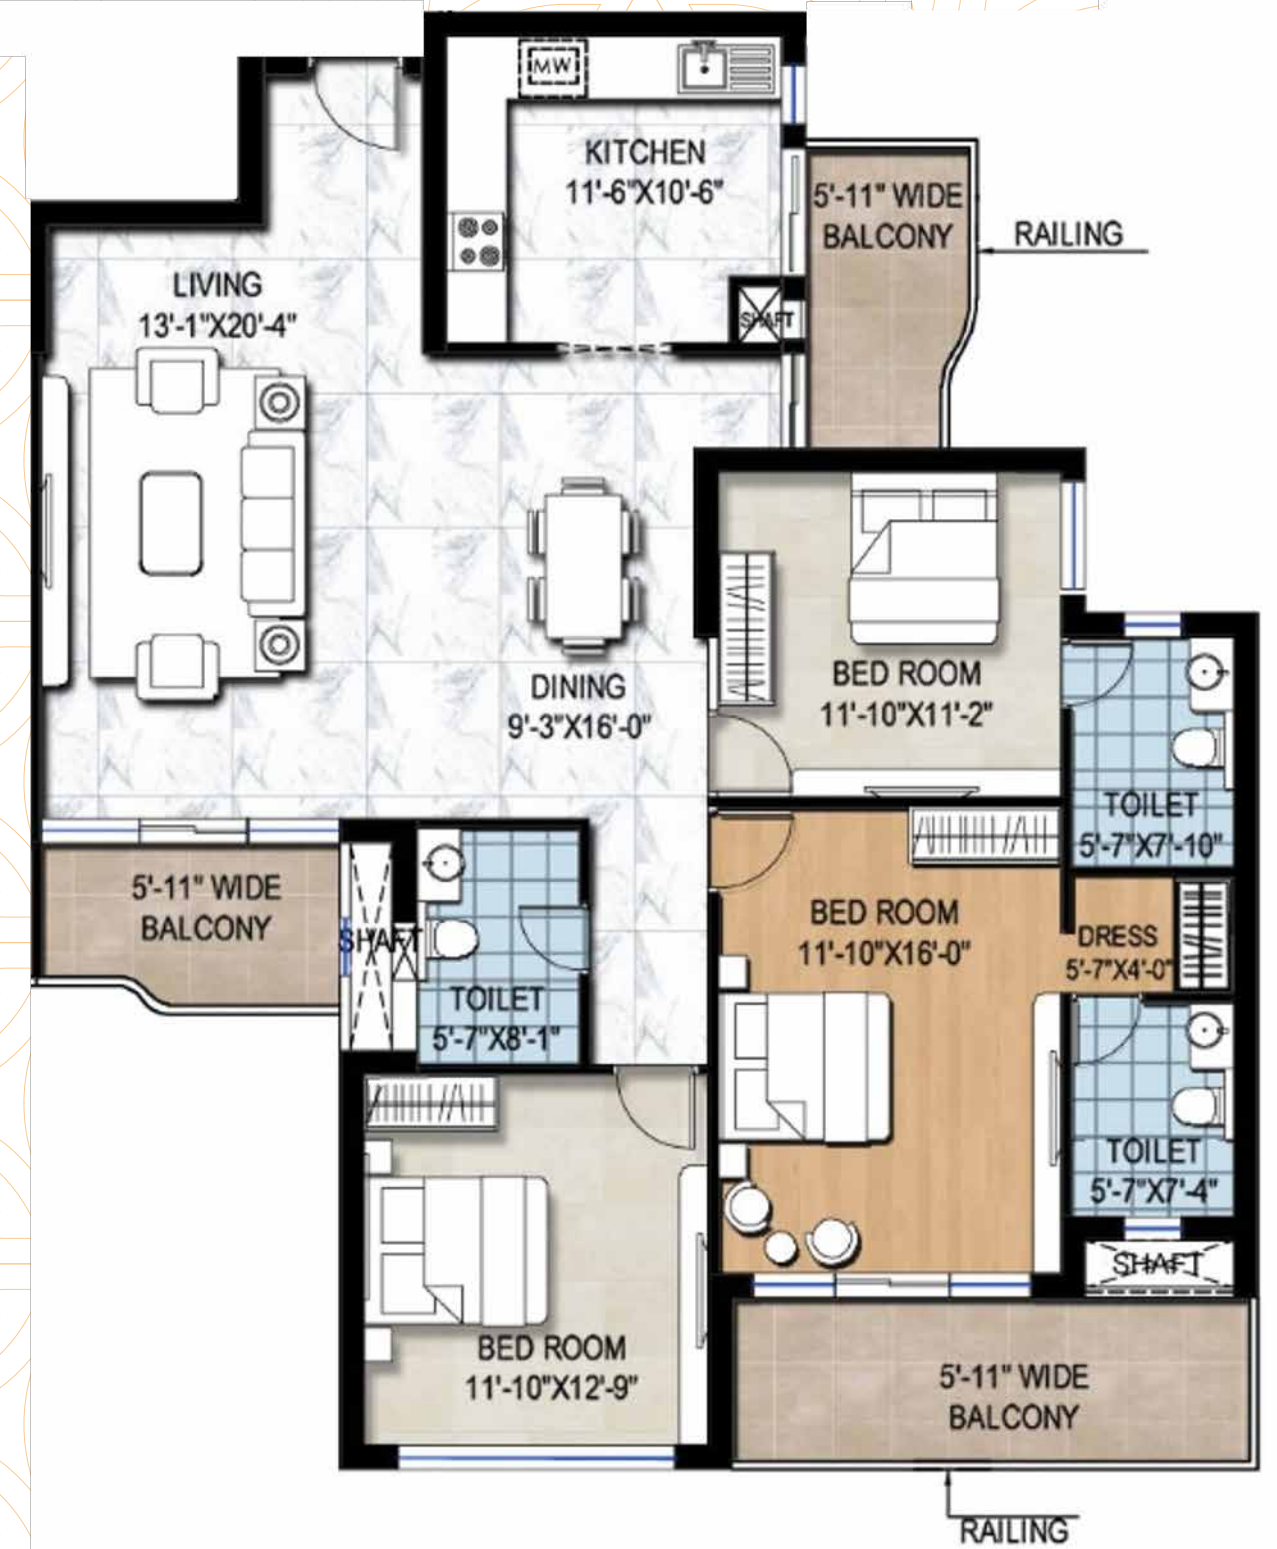 MW
KITCHEN
11'-6"X10'-6"
5'-11" WIDE
BALCONY
RAILING
LIVING
13'-1"X20'-4"
SHAFT
BED ROOM
11'-10"X11'-2"
DINING
9'-3"X16'-0"
TOILET
5'-7"X7'-10"
5'-11" WIDE
BALCONY
SHAFT
BED ROOM
11'-10"X16'-0"
DRESS
5'-7"X4'-0"
TOILET
5'-7"X8'-1"
TOILET
5'-7"X7'-4"
SHAFT
BED ROOM
11'-10"X12'-9"
5'-11" WIDE
BALCONY
RAILING